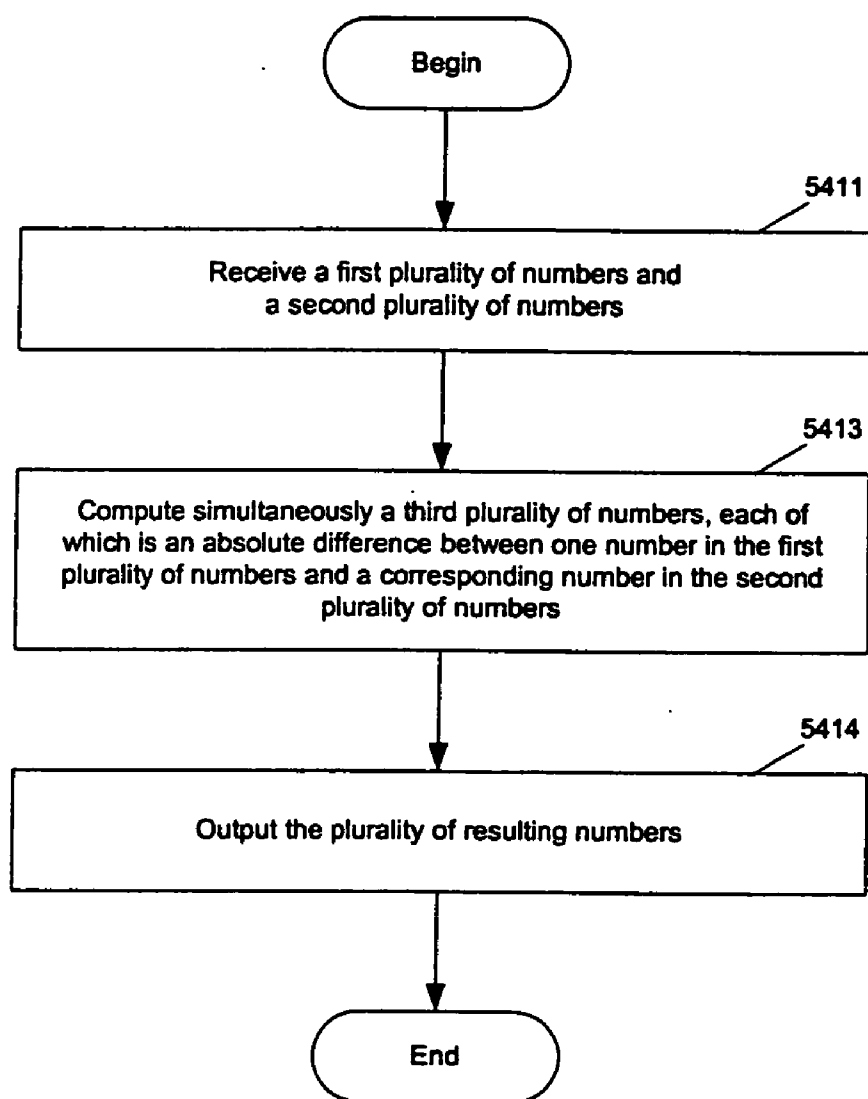 Begin
5411
Receive a first plurality of numbers and
a second plurality of numbers
5413
Compute simultaneously a third plurality of numbers, each of
which is an absolute difference between one number in the first
plurality of numbers and a corresponding number in the second
plurality of numbers
5414
Output the plurality of resulting numbers
End